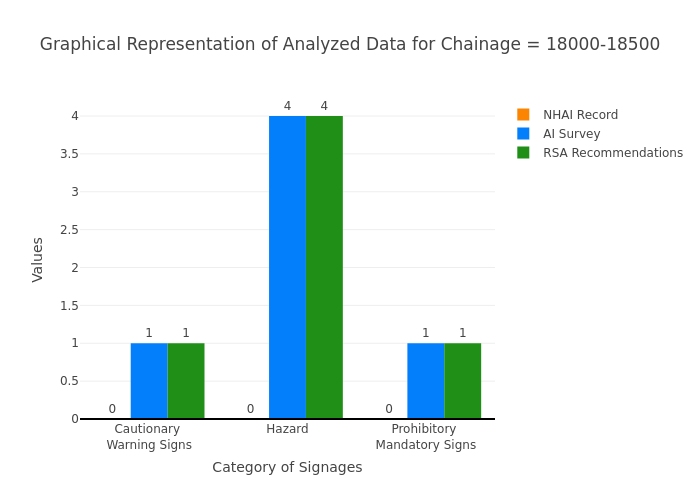 Graphical Representation of Analyzed Data for Chainage = 18000-18500
NHAI Record
AI Survey
RSA Recommendations
Values
4
3.5
3
2.5
2
1.5
1
0.5
0
0
1
1
0
4
4
0
1
1
Cautionary
Warning Signs
Hazard
Prohibitory
Mandatory Signs
Category of Signages